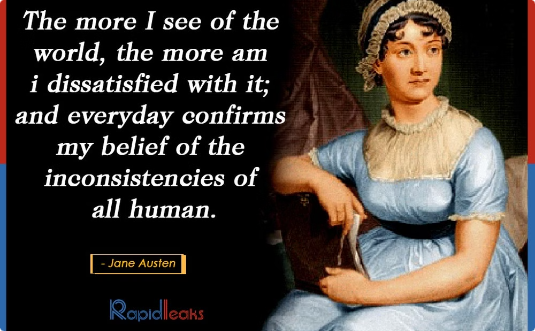 The more I see of the
world, the more am
i dissatisfied with it;
and everyday confirms
my belief of the
inconsistencies of
all human.
- Jane Austen
Rapidleaks